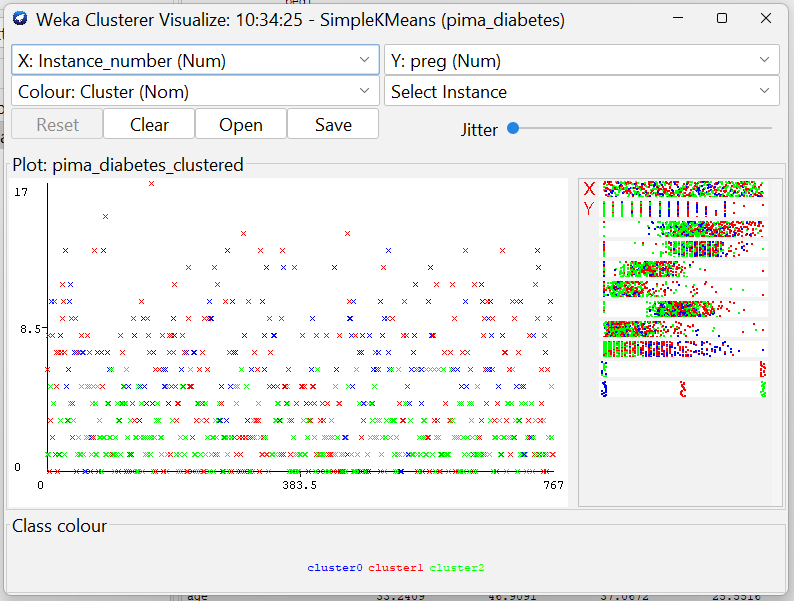 Weka Clusterer Visualize: 10:34:25 - SimpleKMeans (pima_diabetes)
X: Instance_number (Num)
Y: preg (Num)
Colour: Cluster (Nom)
Select Instance
Reset
Clear
Open
Save
Jitter
Plot: pima_diabetes_clustered
17
8.5
0
0
383.5
767
X
Y
Class colour
cluster0 cluster1 cluster2
age 33.2409 46.9091 37.0672 25.5516